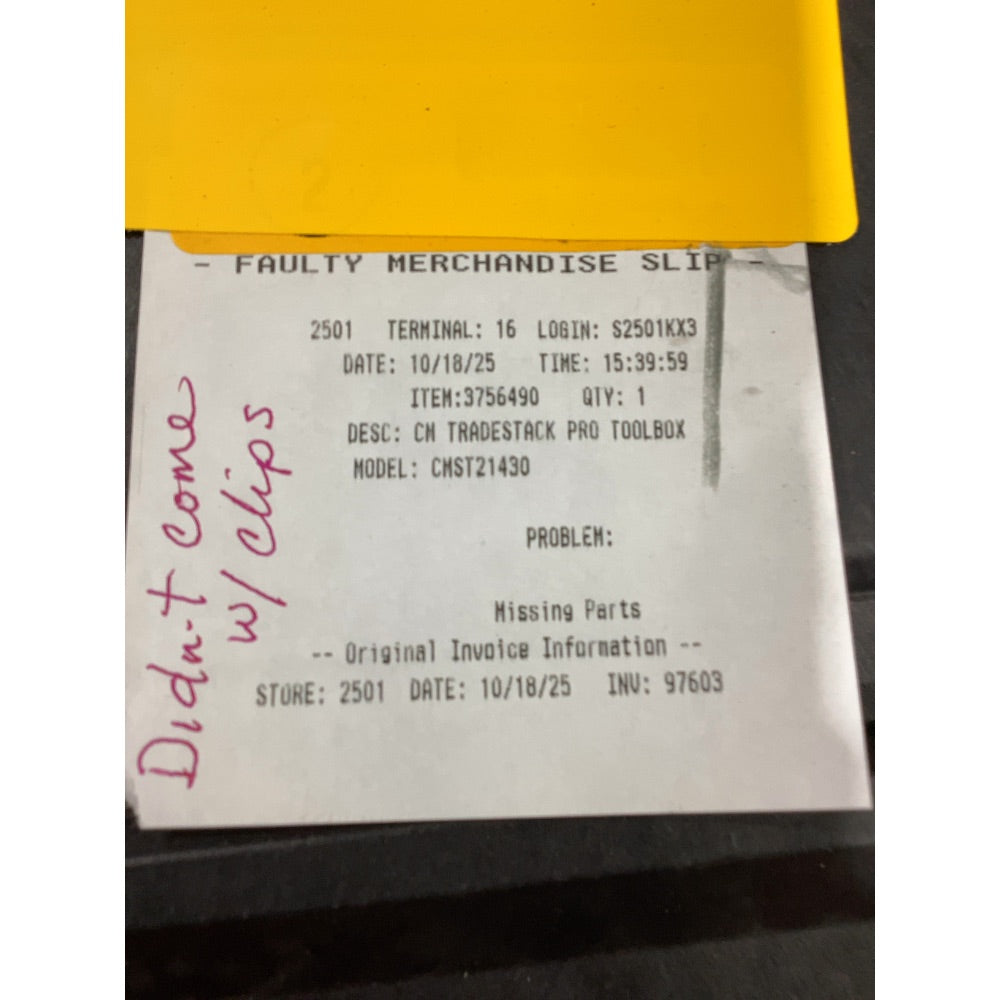 - FAULTY MERCHANDISE SLIP -
2501 TERMINAL: 16 LOGIN: S2501KX3
DATE: 10/18/25 TIME: 15:39:59
ITEM:3756490 QTY: 1
DESC: CM TRADESTACK PRO TOOLBOX
MODEL: CMST21430
PROBLEM:
Missing Parts
-- Original Invoice Information --
STORE: 2501 DATE: 10/18/25 INV: 97603
Didn-t come
w/ clips